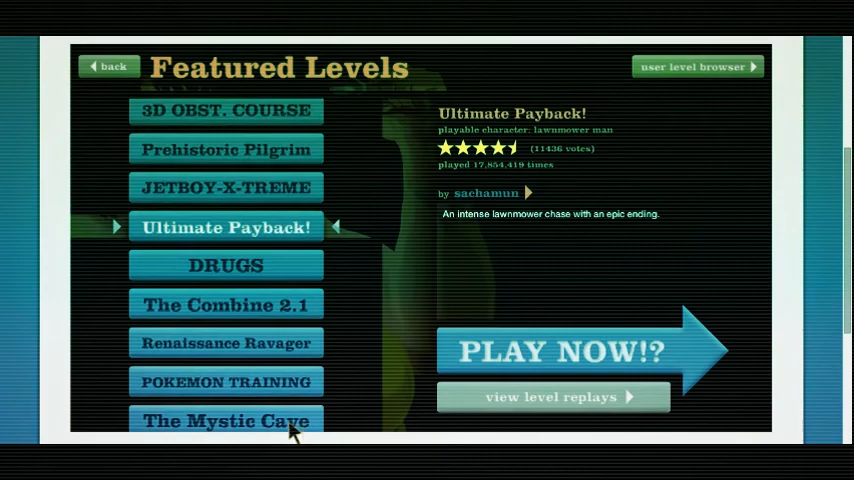 back
Featured Levels
user level browser
3D OBST. COURSE
Prehistoric Pilgrim
JETBOY-X-TREME
Ultimate Payback!
DRUGS
The Combine 2.1
Renaissance Ravager
POKEMON TRAINING
The Mystic Cave
Ultimate Payback!
playable character: lawnmower man
(11436 votes)
played 17,854,419 times
by sachamun
An intense lawnmower chase with an epic ending.
PLAY NOW!?
view level replays